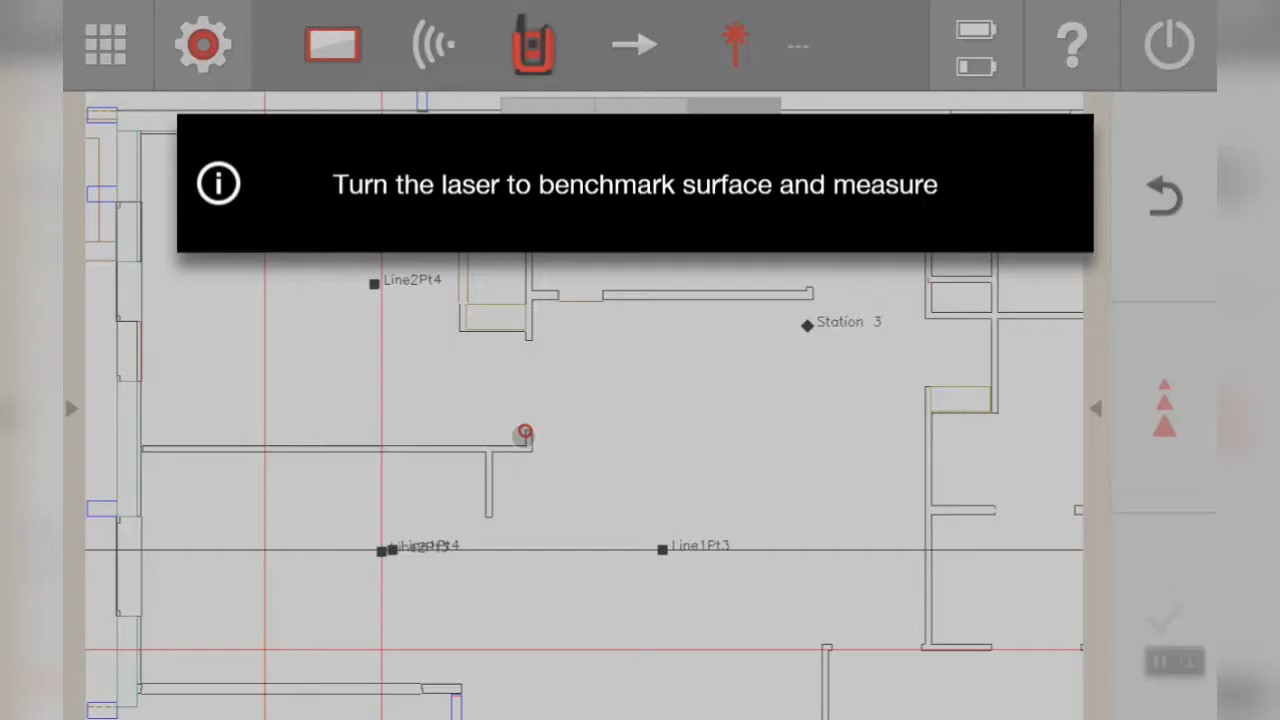 Turn the laser to benchmark surface and measure
Line2Pt4
Station 3
Line1Pt3